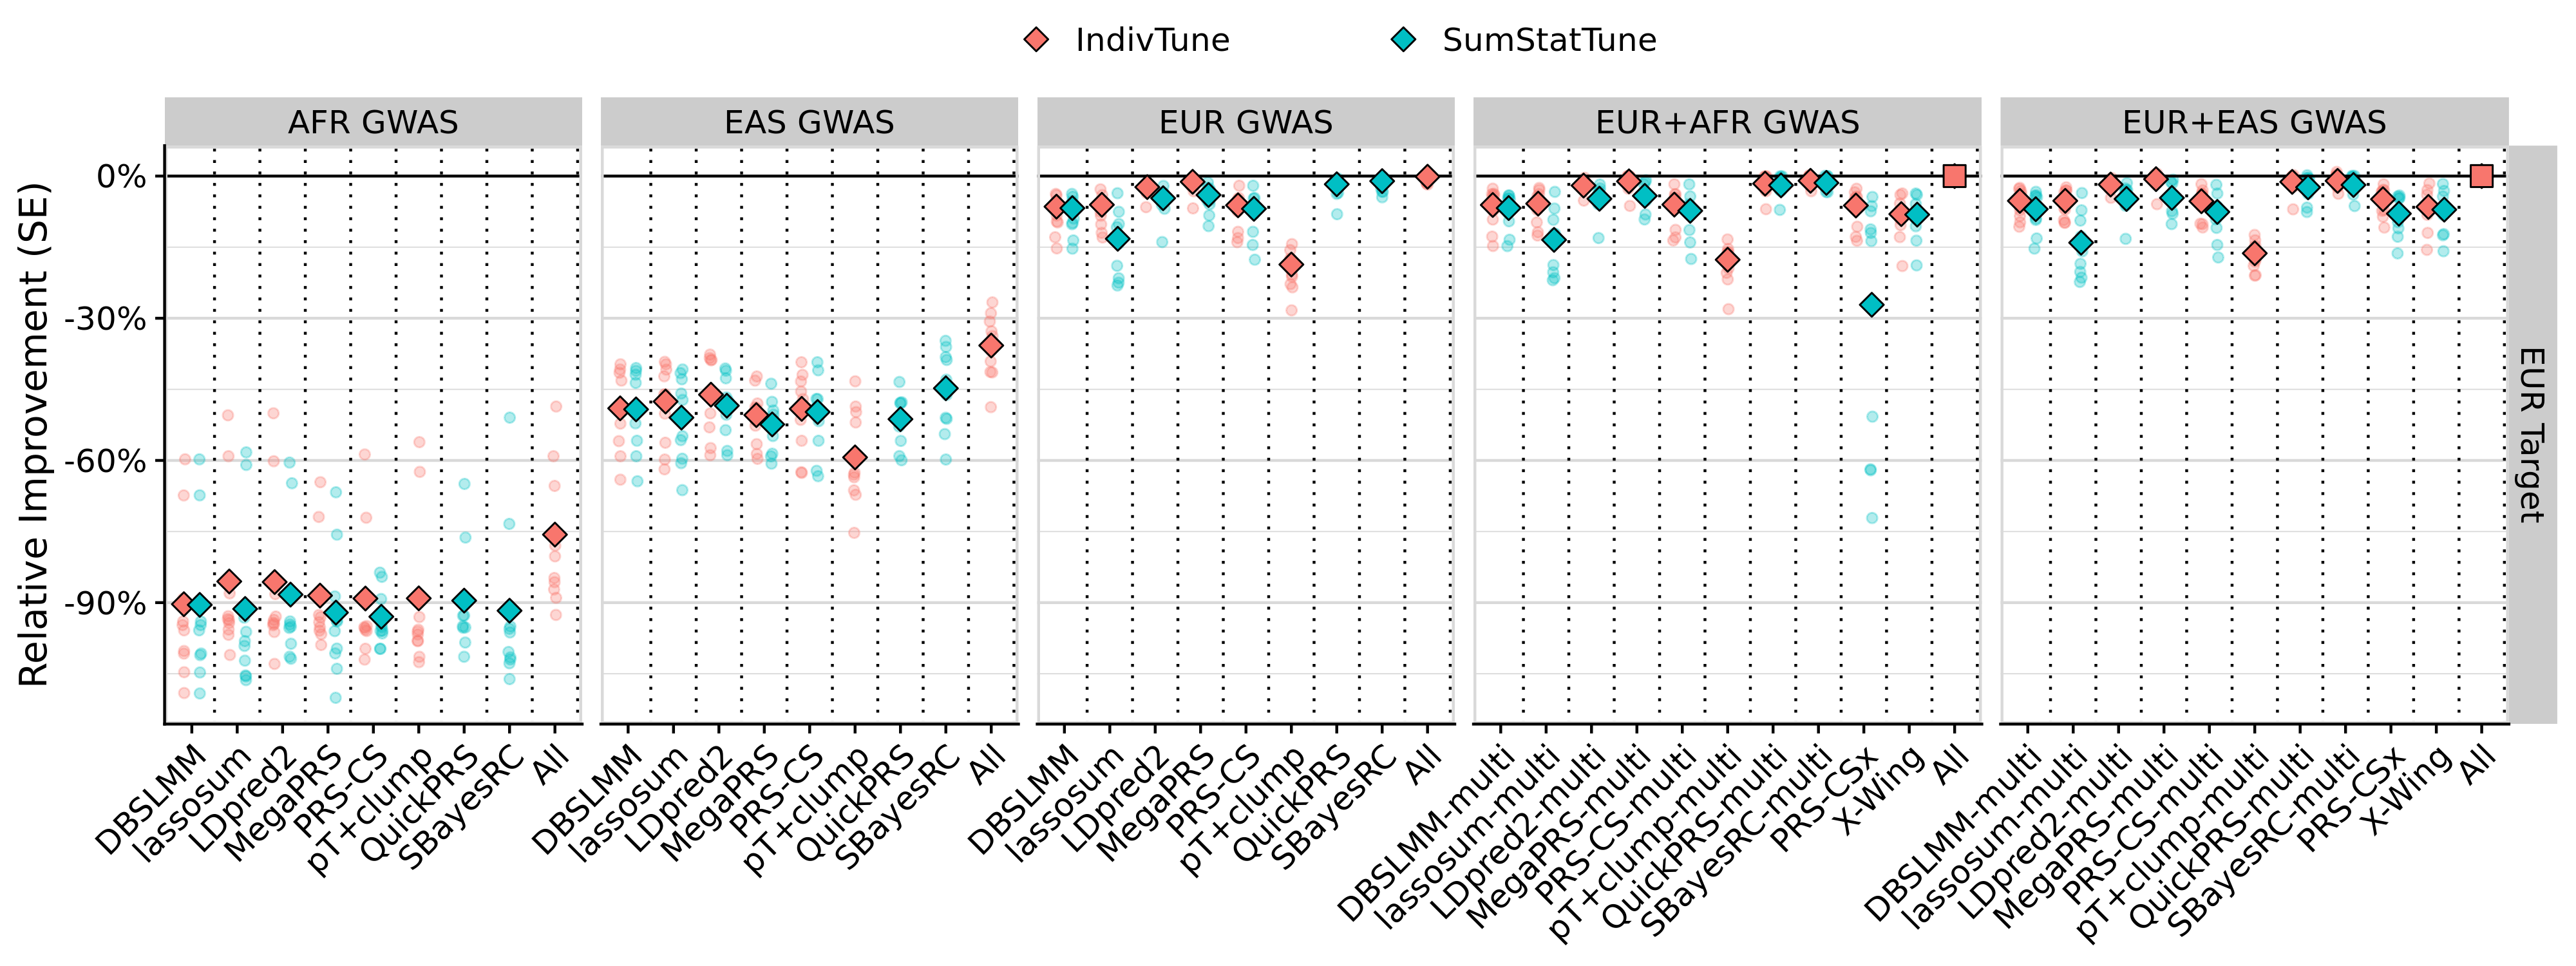 IndivTune SumStatTune
AFR GWAS EAS GWAS EUR GWAS EUR+AFR GWAS EUR+EAS GWAS
Relative Improvement (SE)
0%
-30%
-60%
-90%
EUR Target
DBSLMM lassosum LDpred2 MegaPRS PRS-CS pT+clump QuickPRS SBayesRC All
DBSLMM lassosum LDpred2 MegaPRS PRS-CS pT+clump QuickPRS SBayesRC All
DBSLMM lassosum LDpred2 MegaPRS PRS-CS pT+clump QuickPRS SBayesRC All
DBSLMM-multi lassosum-multi LDpred2-multi MegaPRS-multi PRS-CS-multi pT+clump-multi QuickPRS-multi SBayesRC-multi PRS-CSx X-Wing All
DBSLMM-multi lassosum-multi LDpred2-multi MegaPRS-multi PRS-CS-multi pT+clump-multi QuickPRS-multi SBayesRC-multi PRS-CSx X-Wing All